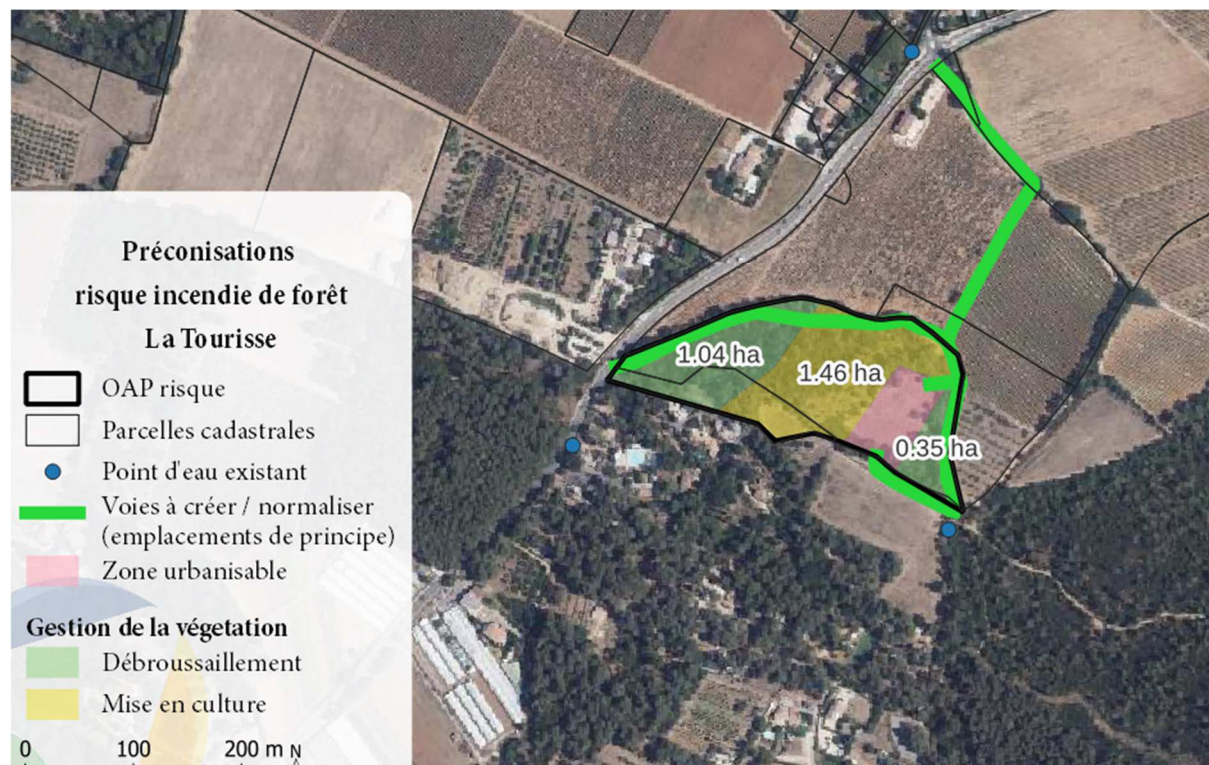 Préconisations
risque incendie de forêt
La Tourisse
OAP risque
Parcelles cadastrales
Point d'eau existant
Voies à créer / normaliser
(emplacements de principe)
Zone urbanisable
Gestion de la végetation
Débroussaillement
Mise en culture
0 100 200 m N
1.04 ha
1.46 ha
0.35 ha